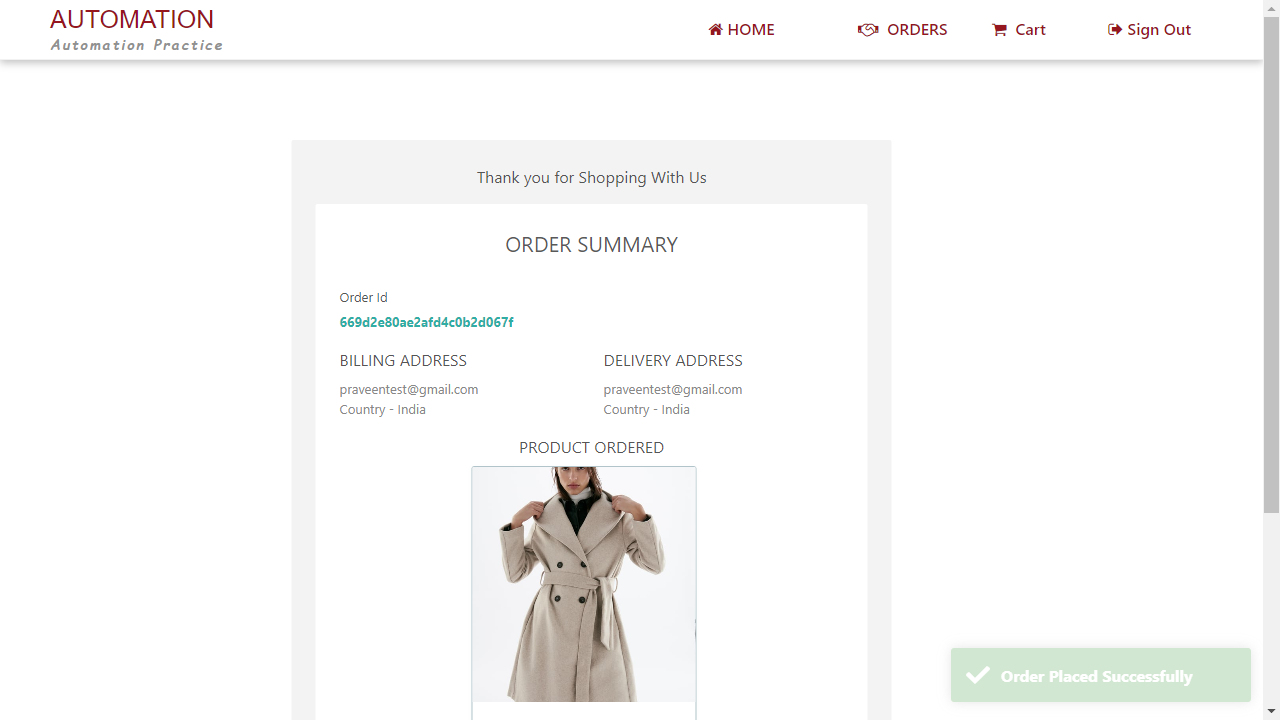 AUTOMATION
Automation Practice
HOME
ORDERS
Cart
Sign Out
Thank you for Shopping With Us
ORDER SUMMARY
Order Id
669d2e80ae2afd4c0b2d067f
BILLING ADDRESS
praveentest@gmail.com
Country - India
DELIVERY ADDRESS
praveentest@gmail.com
Country - India
PRODUCT ORDERED
Order Placed Successfully